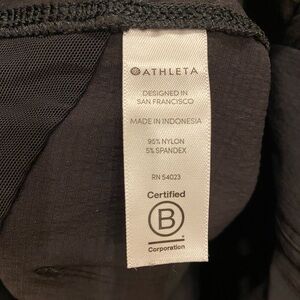 ATHLETA
DESIGNED IN
SAN FRANCISCO
MADE IN INDONESIA
95% NYLON
5% SPANDEX
RN 54023
Certified
B
Corporation